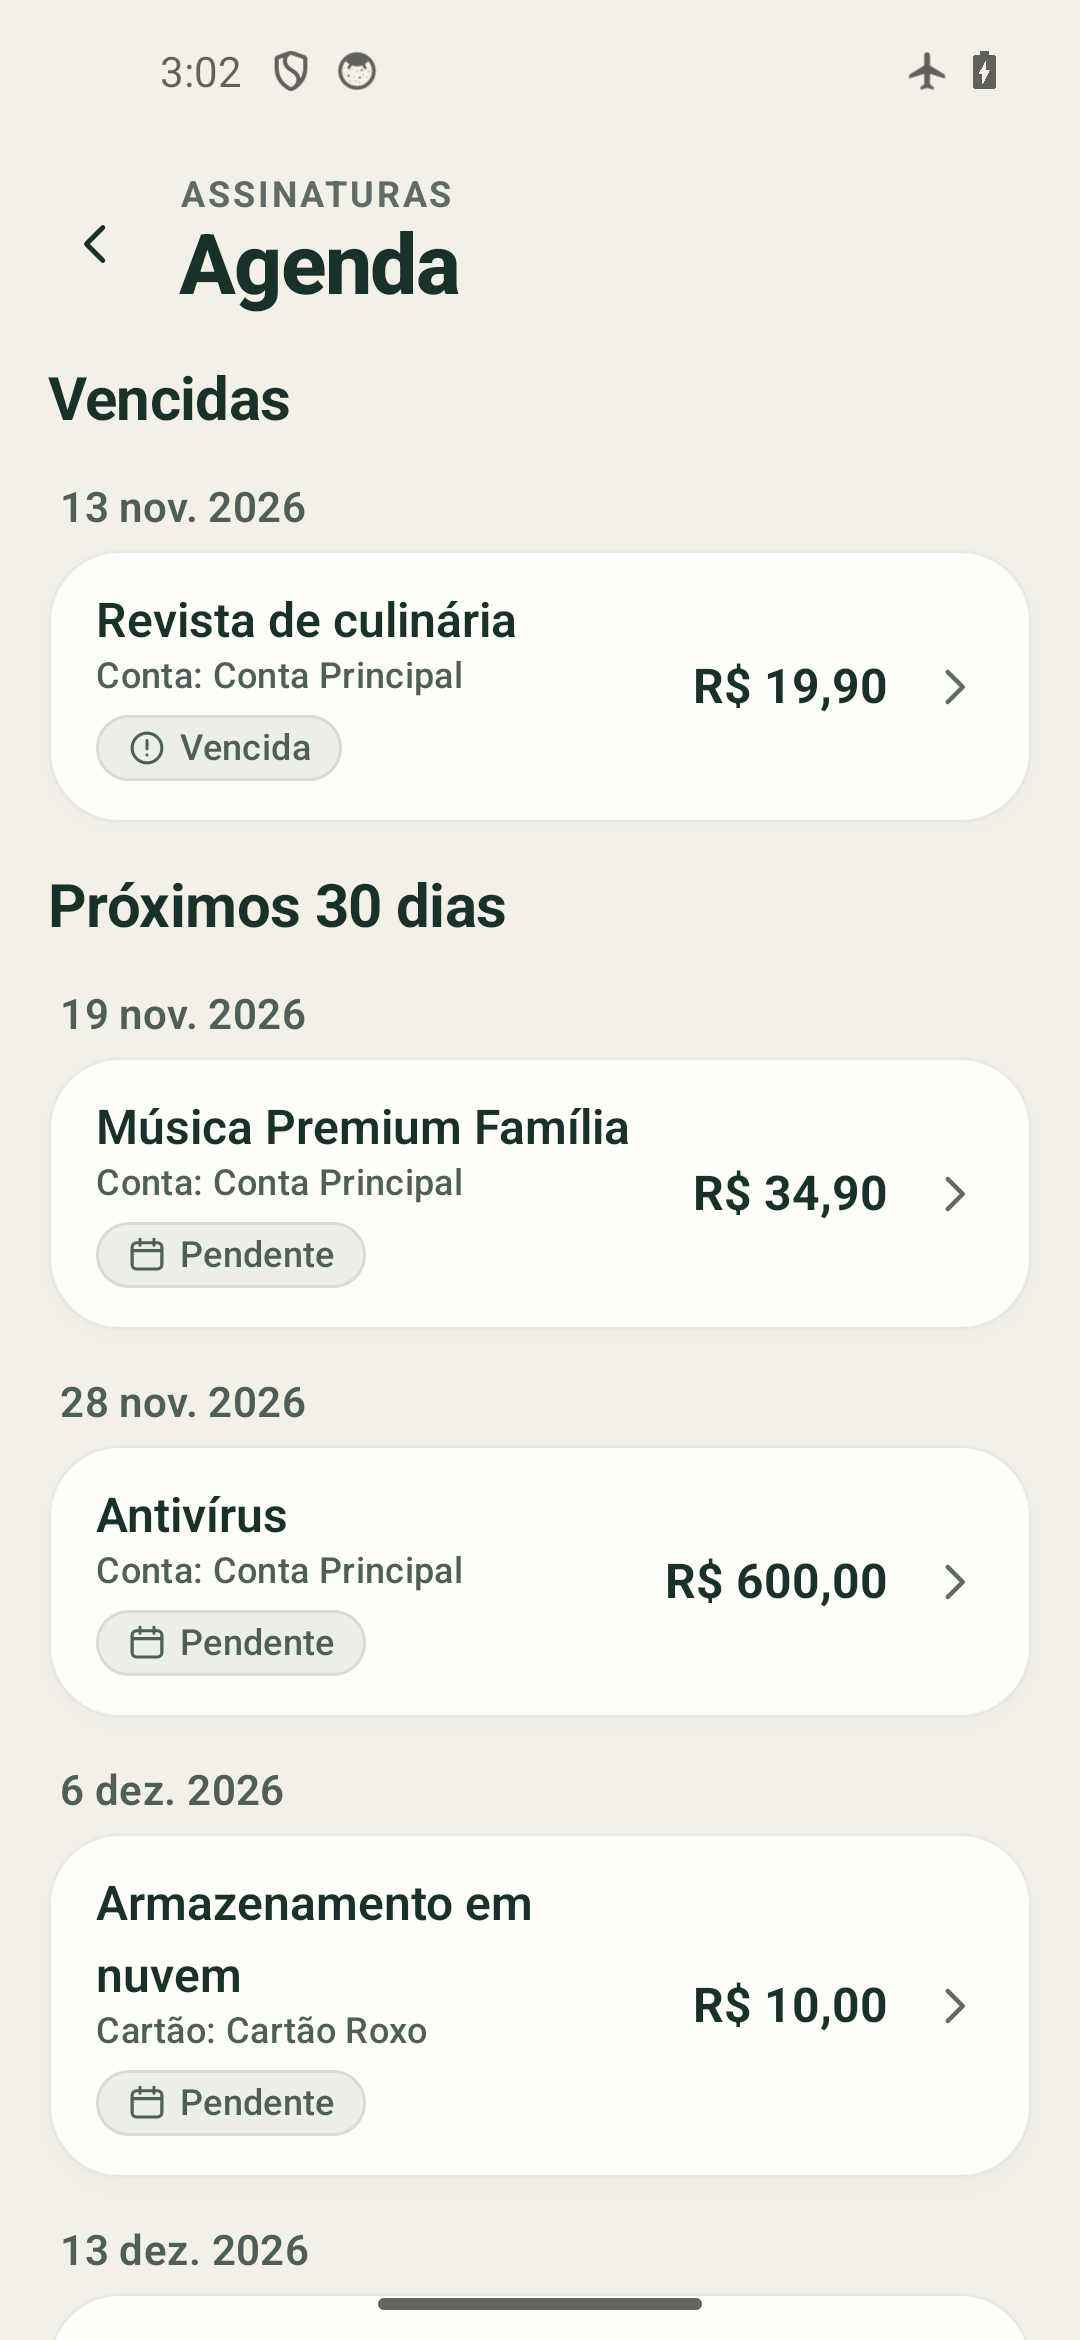 3:02
ASSINATURAS
Agenda
Vencidas
13 nov. 2026
Revista de culinária
Conta: Conta Principal
R$ 19,90
Vencida
Próximos 30 dias
19 nov. 2026
Música Premium Família
Conta: Conta Principal
R$ 34,90
Pendente
28 nov. 2026
Antivírus
Conta: Conta Principal
R$ 600,00
Pendente
6 dez. 2026
Armazenamento em
nuvem
Cartão: Cartão Roxo
R$ 10,00
Pendente
13 dez. 2026